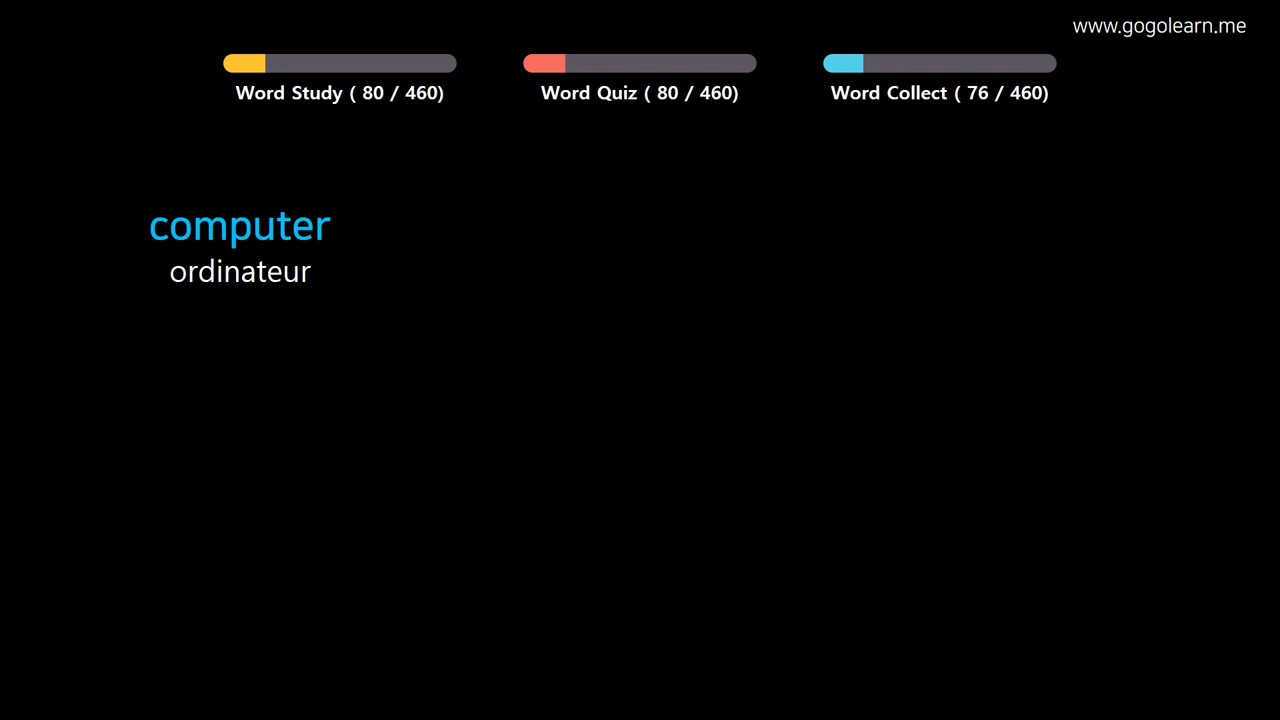 www.gogolearn.me
Word Study ( 80 / 460)
Word Quiz ( 80 / 460)
Word Collect ( 76 / 460)
computer
ordinateur